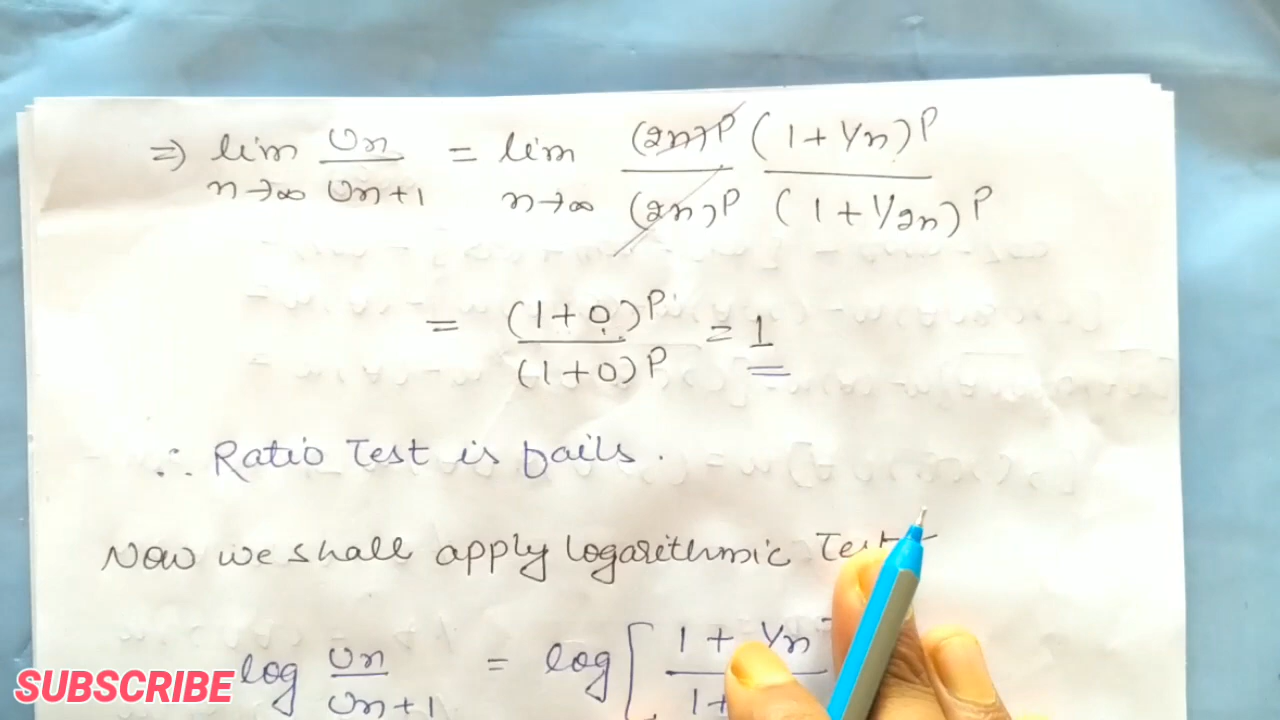 ⇒ lim n→∞ Un/Un+1 = lim n→∞ (2n)^p (1+1/n)^p / (2n)^p (1+1/2n)^p
= (1+0)^p / (1+0)^p = 1
∴ Ratio Test is fails.
Now we shall apply logarithmic Test-
log Un/Un+1 = log [ 1+1/n / 1+
SUBSCRIBE